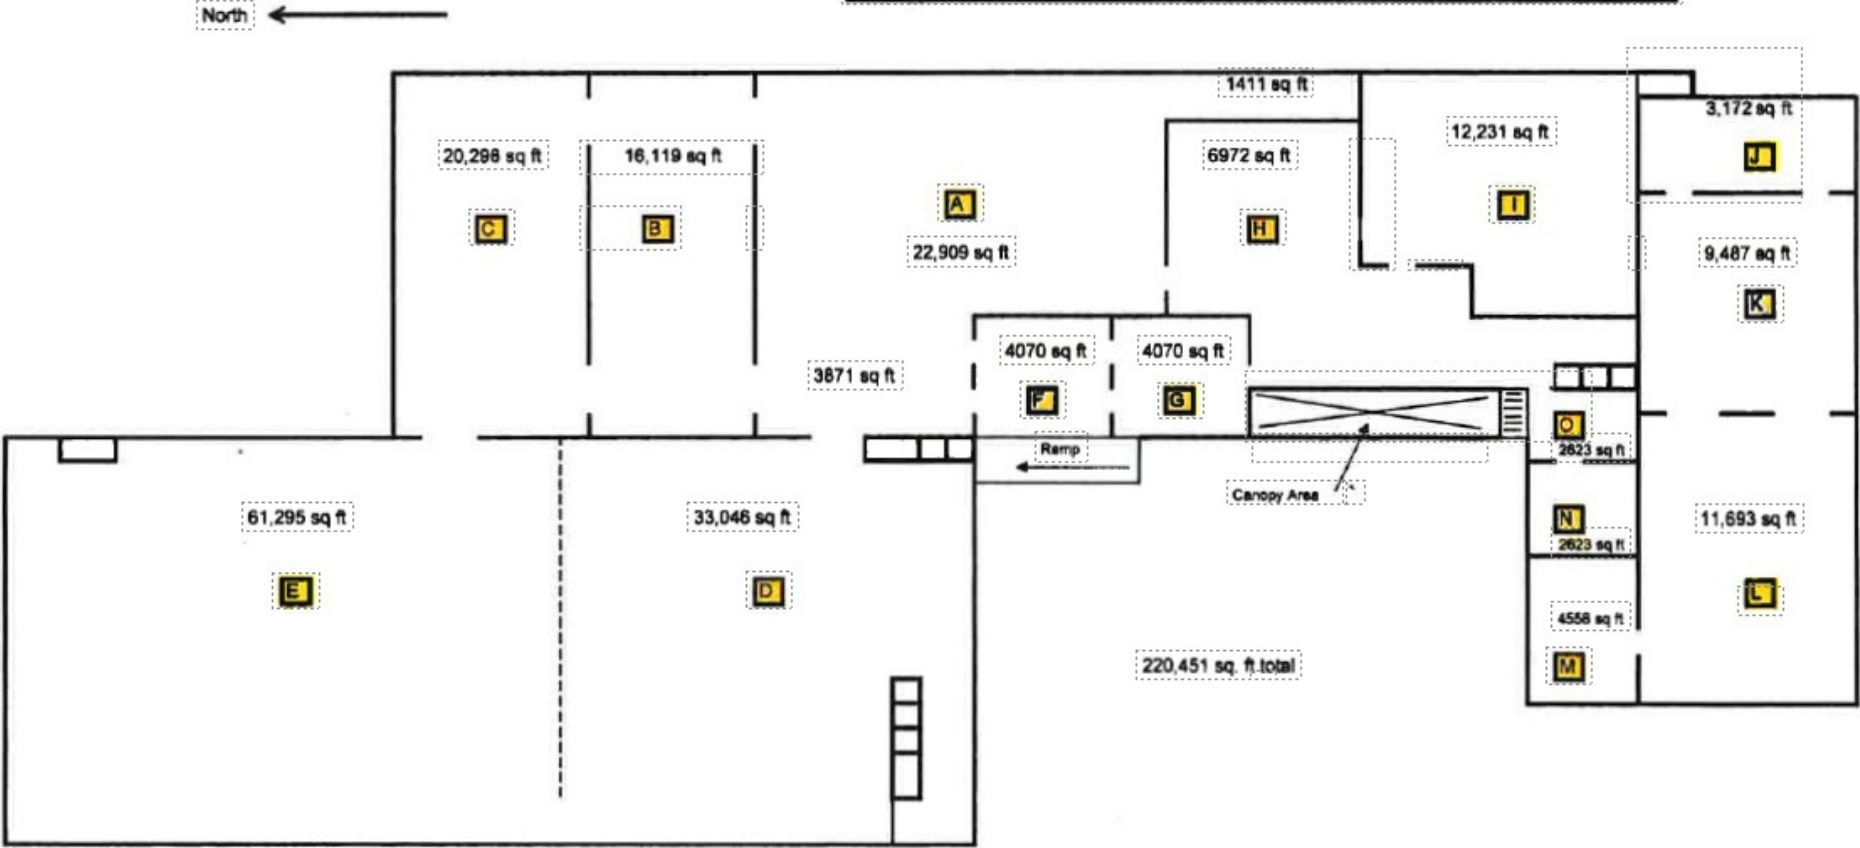 North
1411 sq ft
3,172 sq ft
12,231 sq ft
20,298 sq ft
16,119 sq ft
6972 sq ft
J
A
I
C
B
H
22,909 sq ft
9,487 sq ft
K
4070 sq ft
4070 sq ft
3871 sq ft
F
G
O
2623 sq ft
Ramp
Canopy Area
61,295 sq ft
33,046 sq ft
N
11,693 sq ft
2623 sq ft
E
D
L
4558 sq ft
220,451 sq. ft.total
M